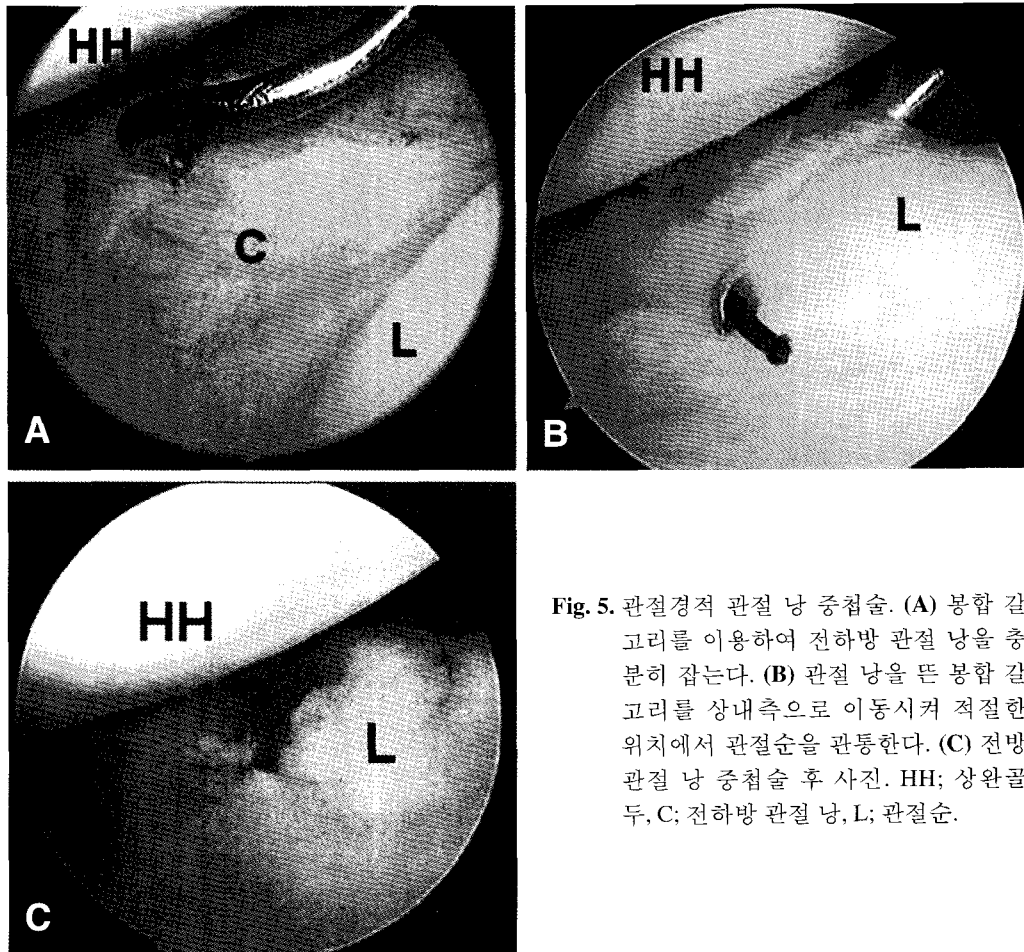 HH
C
L
A
HH
L
B
HH
L
C
Fig. 5. 관절경적 관절 낭 중첩술. (A) 봉합 갈
고리를 이용하여 전하방 관절 낭을 충
분히 잡는다. (B) 관절 낭을 뜬 봉합 갈
고리를 상내측으로 이동시켜 적절한
위치에서 관절순을 관통한다. (C) 전방
관절 낭 중첩술 후 사진. HH; 상완골
두, C; 전하방 관절 낭, L; 관절순.